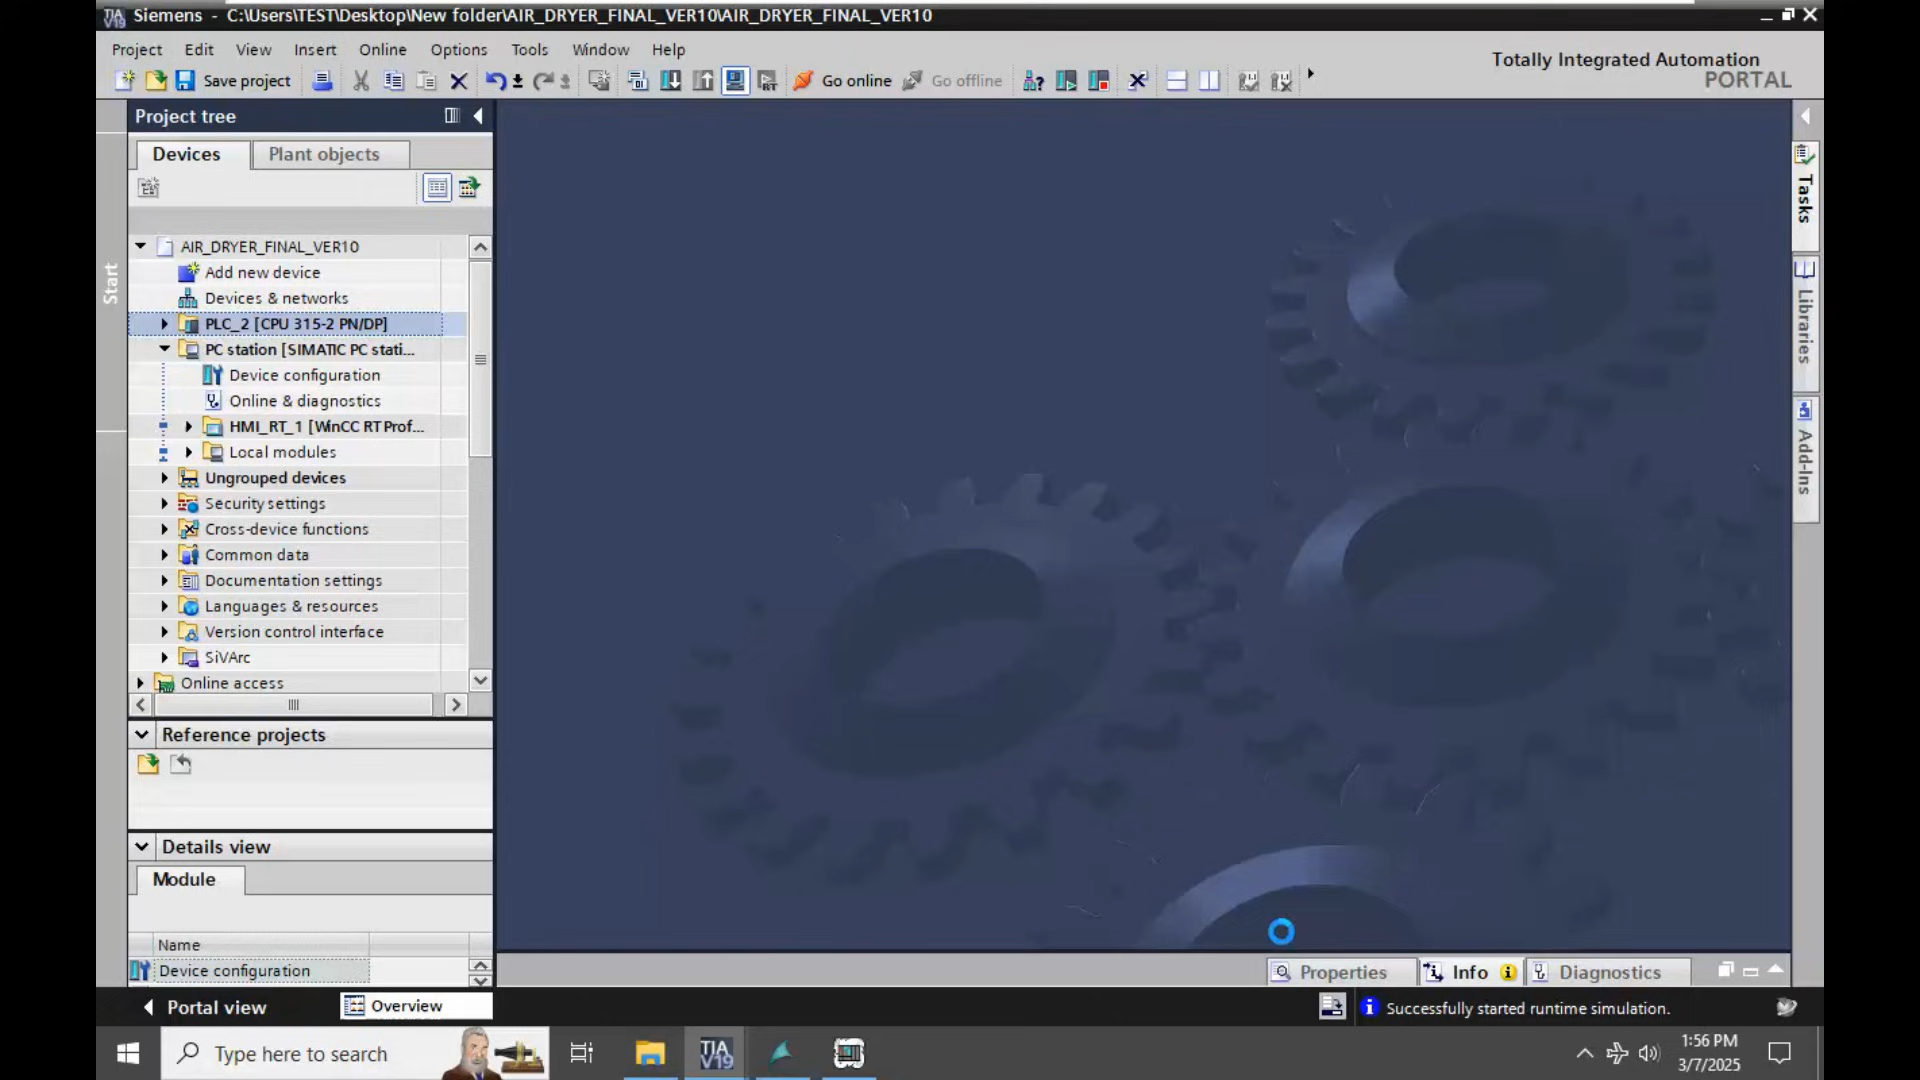 Siemens - C:\Users\TEST\Desktop\New folder\AIR_DRYER_FINAL_VER10\AIR_DRYER_FINAL_VER10
Project Edit View Insert Online Options Tools Window Help
Totally Integrated Automation
PORTAL
Save project
Go online
Go offline
Project tree
Devices
Plant objects
Start
AIR_DRYER_FINAL_VER10
Add new device
Devices & networks
PLC_2 [CPU 315-2 PN/DP]
PC station [SIMATIC PC stati...
Device configuration
Online & diagnostics
HMI_RT_1 [WinCC RT Prof...
Local modules
Ungrouped devices
Security settings
Cross-device functions
Common data
Documentation settings
Languages & resources
Version control interface
SiVArc
Online access
Reference projects
Details view
Module
Name
Device configuration
Tasks
Libraries
Add-Ins
Properties
Info
Diagnostics
Portal view
Overview
Successfully started runtime simulation.
Type here to search
TIA
V19
1:56 PM
3/7/2025